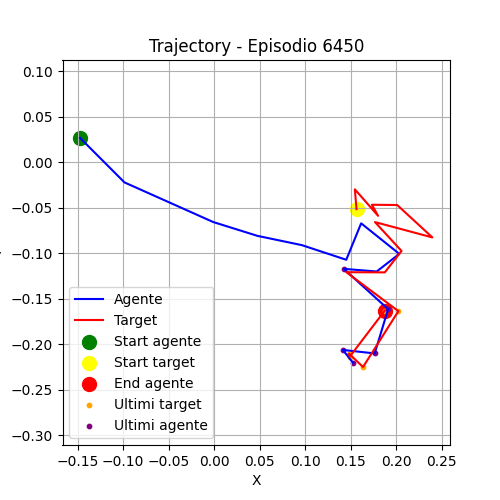 Trajectory - Episodio 6450
0.10
0.05
0.00
−0.05
−0.10
−0.15
−0.20
−0.25
−0.30
Agente
Target
Start agente
Start target
End agente
Ultimi target
Ultimi agente
−0.15 −0.10 −0.05 0.00 0.05 0.10 0.15 0.20 0.25
X